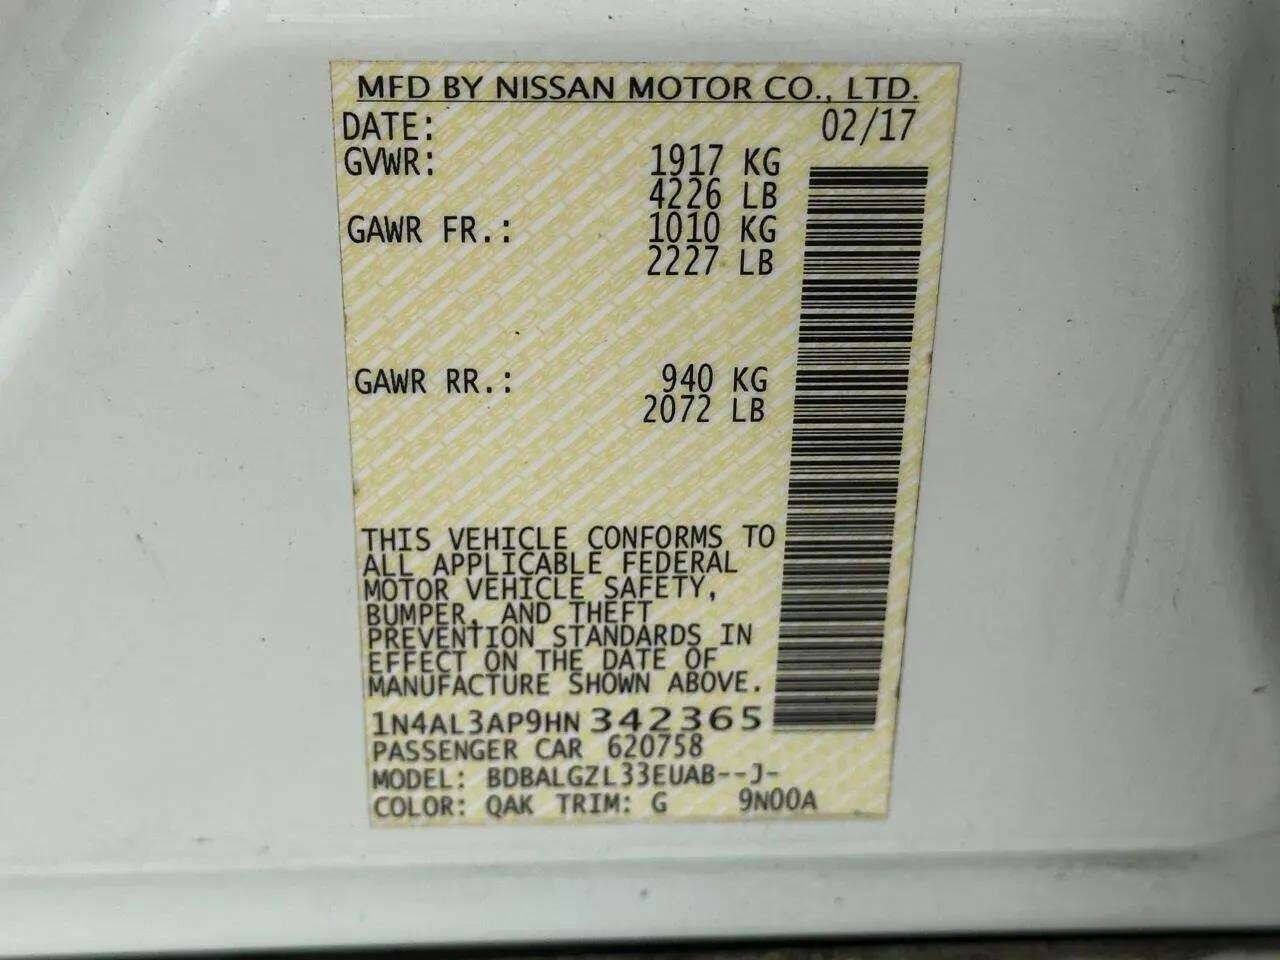 MFD BY NISSAN MOTOR CO., LTD.
DATE: 02/17
GVWR: 1917 KG
4226 LB
GAWR FR.: 1010 KG
2227 LB
GAWR RR.: 940 KG
2072 LB
THIS VEHICLE CONFORMS TO
ALL APPLICABLE FEDERAL
MOTOR VEHICLE SAFETY,
BUMPER, AND THEFT
PREVENTION STANDARDS IN
EFFECT ON THE DATE OF
MANUFACTURE SHOWN ABOVE.
1N4AL3AP9HN 342365
PASSENGER CAR 620758
MODEL: BDBALGZL33EUAB--J-
COLOR: QAK TRIM: G 9N00A